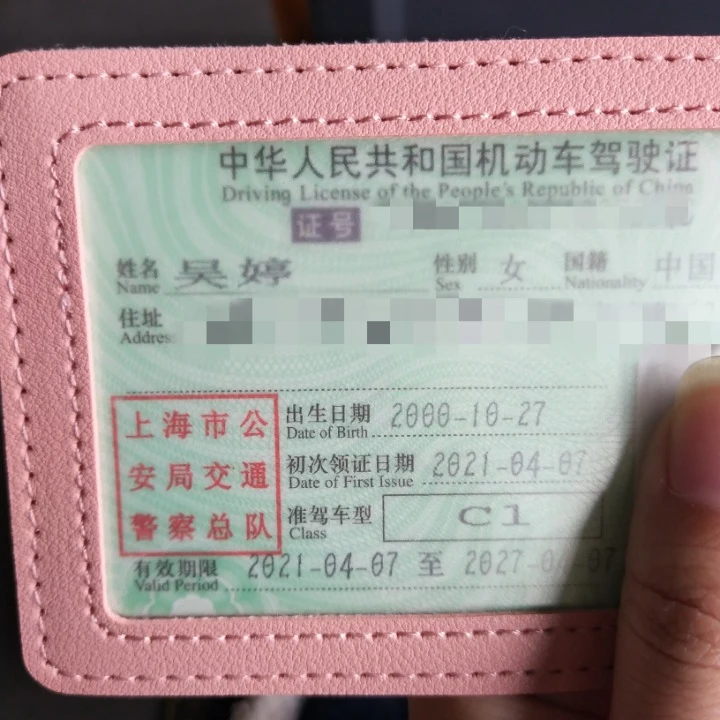 中华人民共和国机动车驾驶证
Driving License of the People's Republic of China
证号
姓名 吴婷 性别 女 国籍 中国
Name Sex Nationality
住址
Address
出生日期 2000-10-27
Date of Birth
初次领证日期 2021-04-07
Date of First Issue
准驾车型 C1
Class
有效期限 2021-04-07 至 2027-04-07
Valid Period
上海市公
安局交通
警察总队